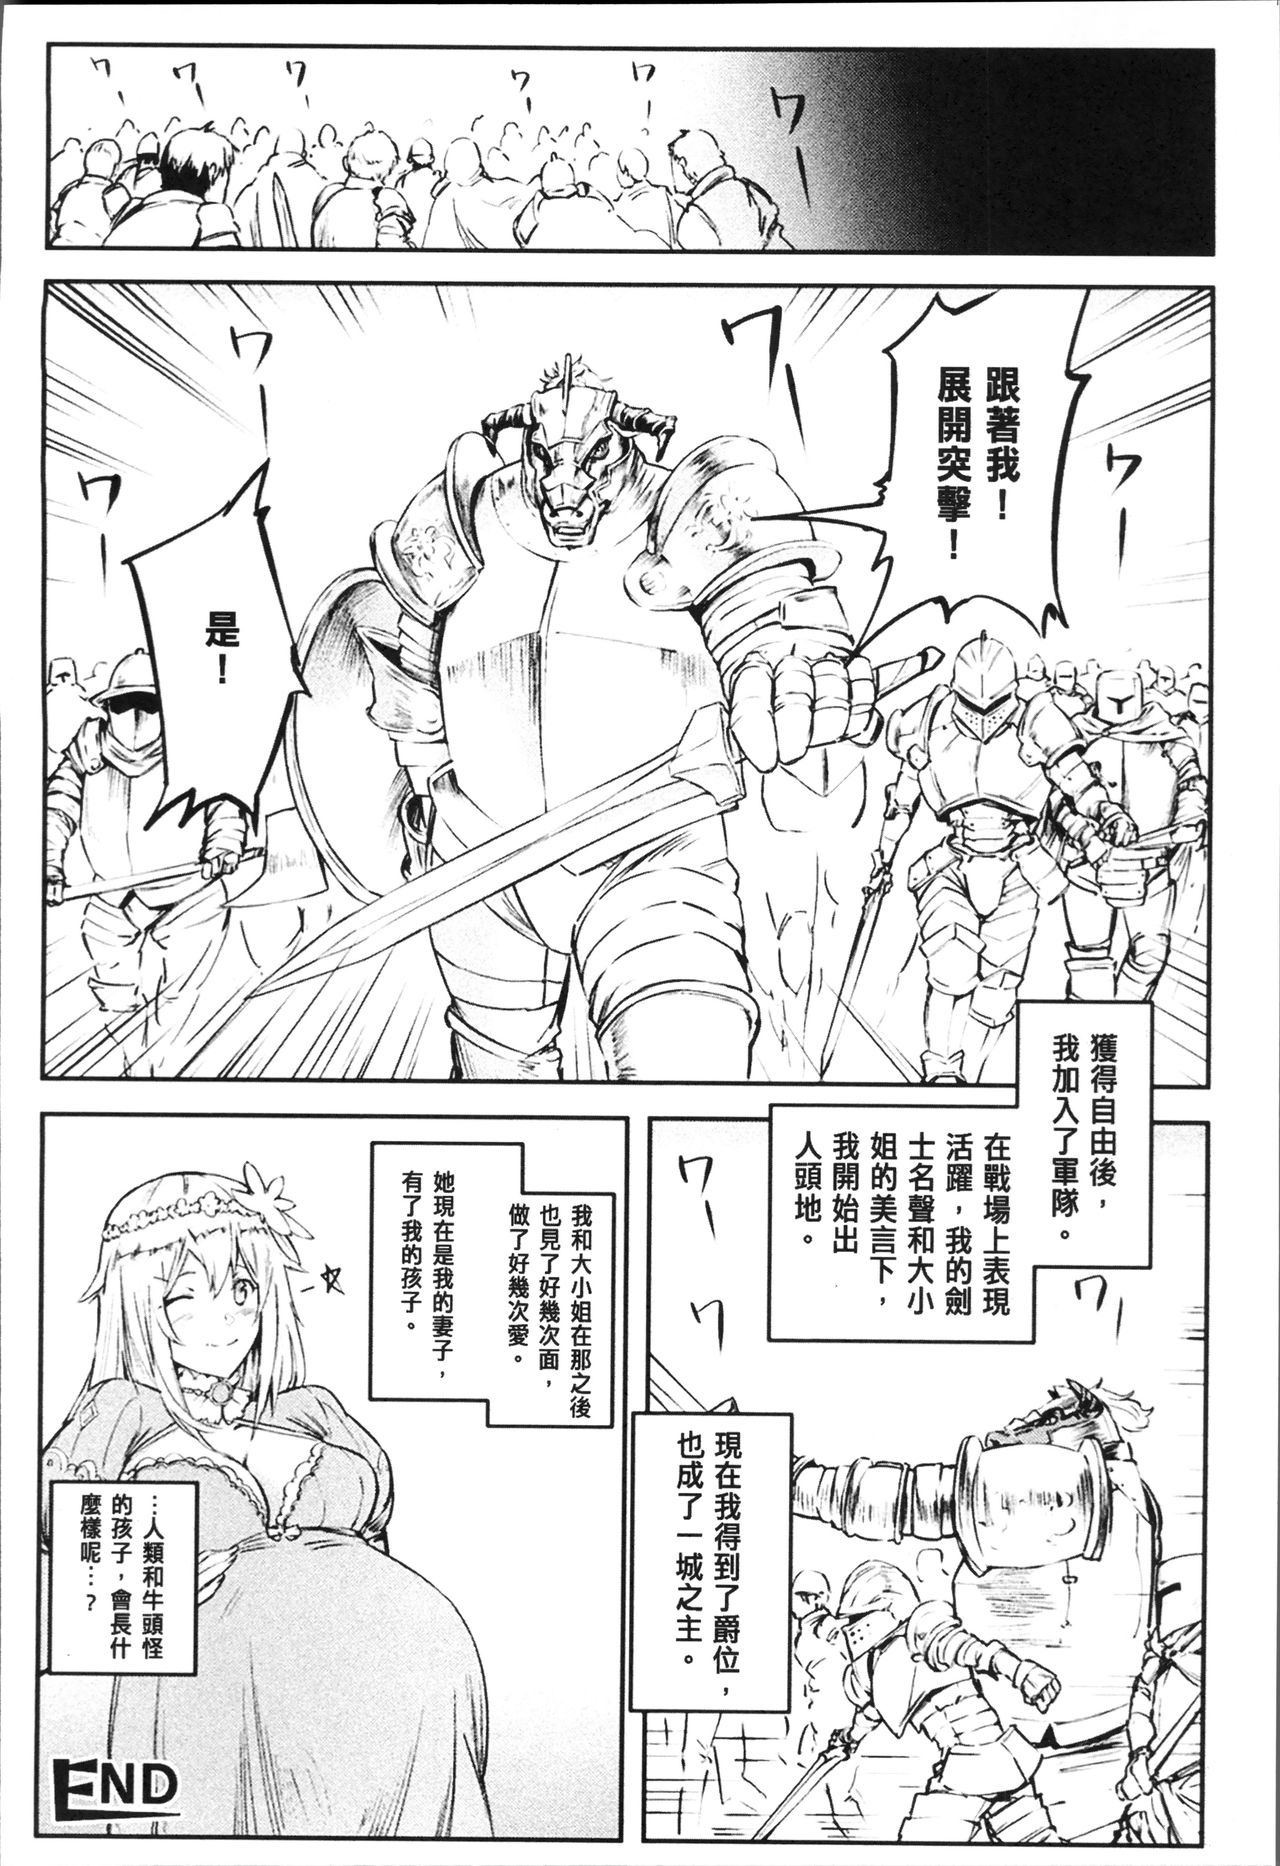 ワー
ワー
ワー
ワー
ワー
ワー
跟著我！
展開突擊！
ワー
ワー
ワー
ワー
ワー
是！
獲得自由後，
我加入了軍隊。
在戰場上表現
活躍，我的劍
士名聲和大小
姐的美言下，
我開始出
人頭地。
ワー
ワー
ワー
現在我得到了爵位，
也成了一城之主。
我和大小姐在那之後
也見了好幾次面，
做了好幾次愛。
她現在是我的妻子，
有了我的孩子。
…人類和牛頭怪
的孩子，會長什
麼樣呢…？
END